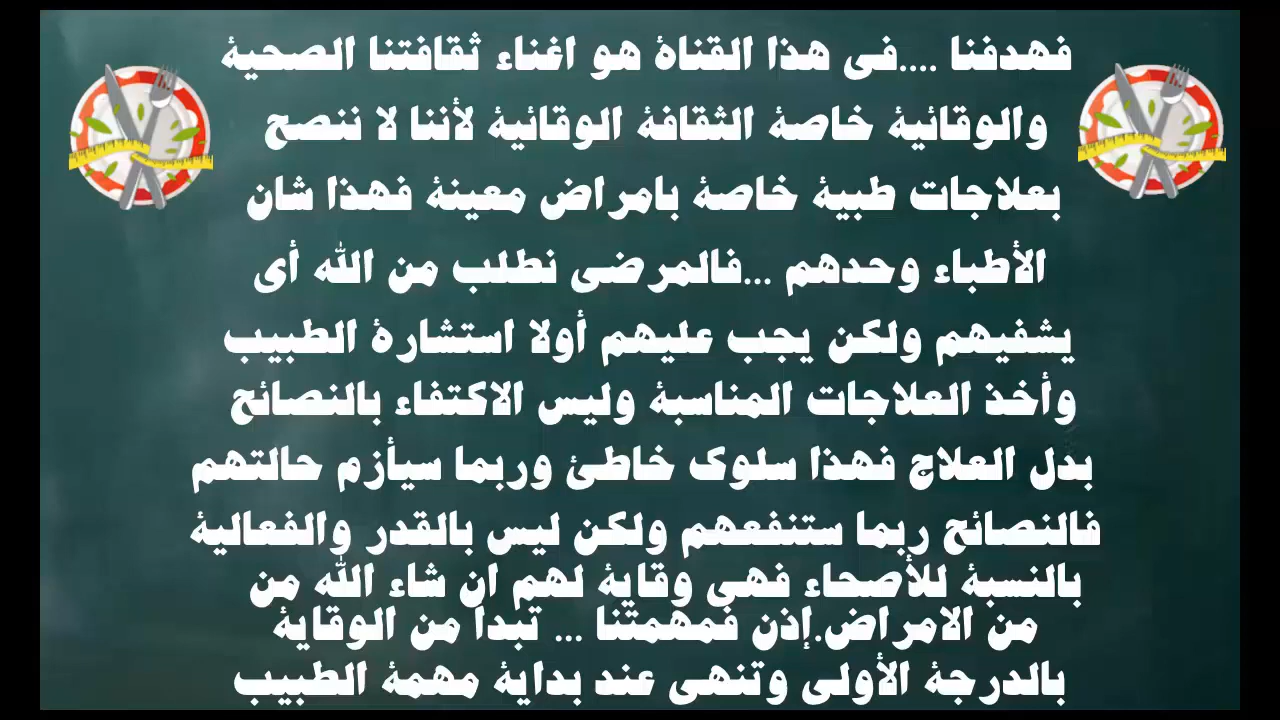 فهدفنا ....فى هذا القناة هو اغناء ثقافتنا الصحية
والوقائية خاصة الثقافة الوقائية لأننا لا ننصح
بعلاجات طبية خاصة بامراض معينة فهذا شان
الأطباء وحدهم ...فالمرضى نطلب من الله أى
يشفيهم ولكن يجب عليهم أولا استشارة الطبيب
وأخذ العلاجات المناسبة وليس الاكتفاء بالنصائح
بدل العلاج فهذا سلوك خاطئ وربما سيأزم حالتهم
فالنصائح ربما ستنفعهم ولكن ليس بالقدر والفعالية
بالنسبة للأصحاء فهى وقاية لهم ان شاء الله من
من الامراض.إذن فمهمتنا ... تبدا من الوقاية
بالدرجة الأولى وتنهى عند بداية مهمة الطبيب